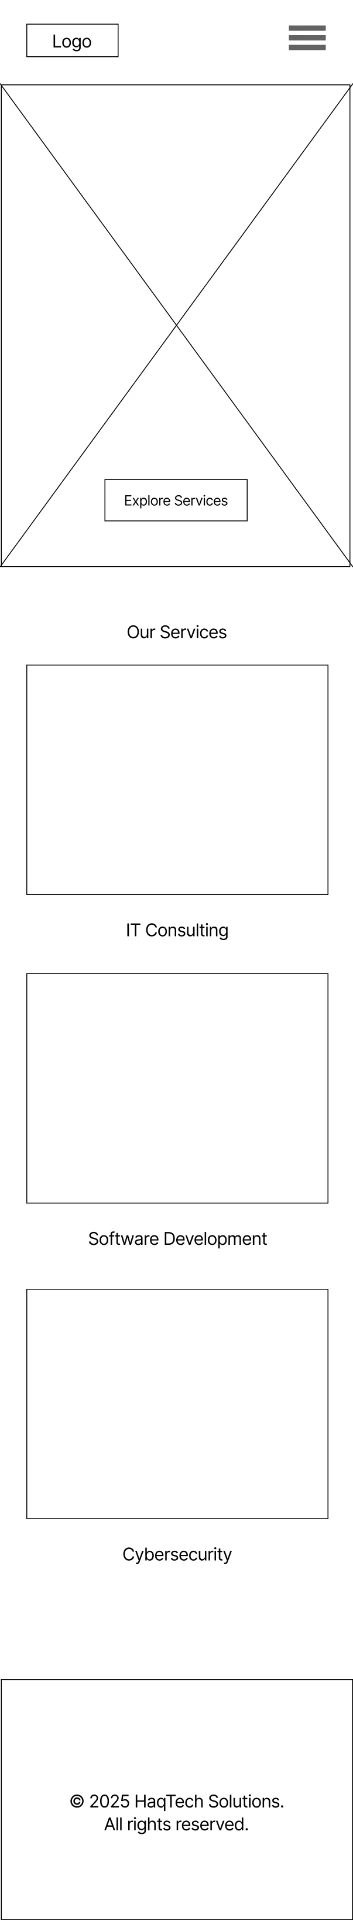 Logo
Explore Services
Our Services
IT Consulting
Software Development
Cybersecurity
© 2025 HaqTech Solutions.
All rights reserved.